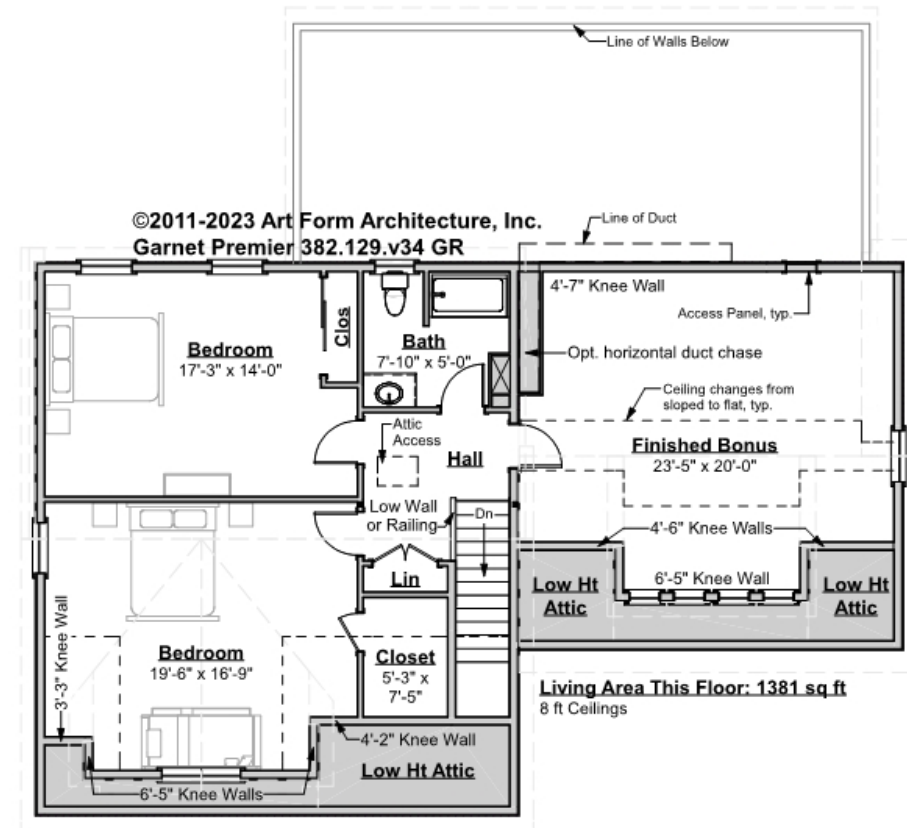 Line of Walls Below
©2011-2023 Art Form Architecture, Inc.
Garnet Premier 382.129.v34 GR
Line of Duct
4'-7" Knee Wall
Access Panel, typ.
Clos
Bedroom
17'-3" x 14'-0"
Bath
7'-10" x 5'-0"
Opt. horizontal duct chase
Ceiling changes from
sloped to flat, typ.
Attic
Access
Hall
Finished Bonus
23'-5" x 20'-0"
Low Wall
or Railing
Dn
4'-6" Knee Walls
Lin
6'-5" Knee Wall
Low Ht
Attic
Low Ht
Attic
3'-3" Knee Wall
Bedroom
19'-6" x 16'-9"
Closet
5'-3" x
7'-5"
Living Area This Floor: 1381 sq ft
8 ft Ceilings
4'-2" Knee Wall
Low Ht Attic
6'-5" Knee Walls